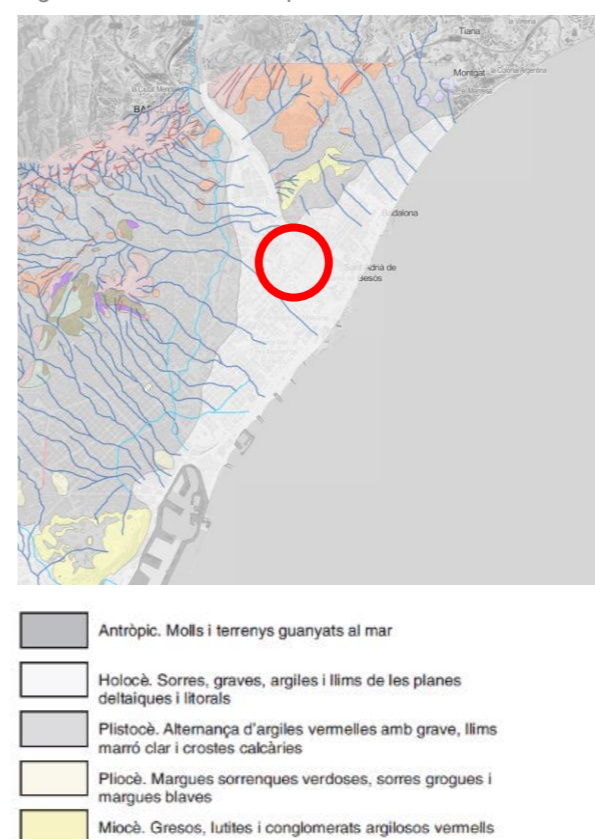 Tiana
Montgat
Badalona
Antròpic. Molls i terrenys guanyats al mar
Holocè. Sorres, graves, argiles i llims de les planes
deltaiques i litorals
Plistocè. Alternança d'argiles vermelles amb grave, llims
marró clar i crostes calcàries
Pliocè. Margues sorrenques verdoses, sorres grogues i
margues blaves
Miocè. Gresos, lutites i conglomerats argilosos vermells